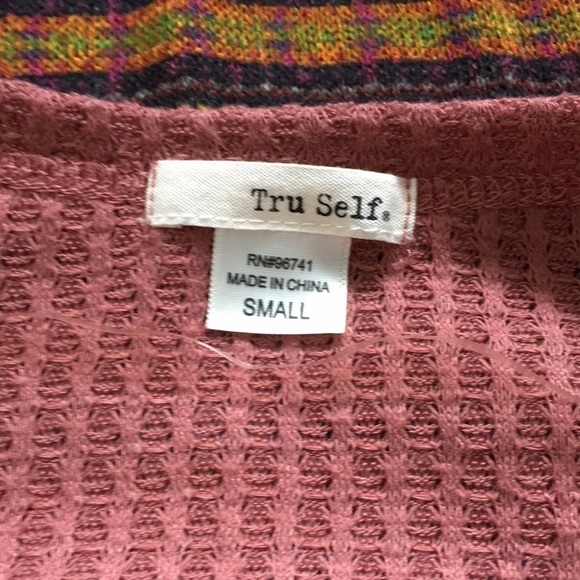 Tru Self®
RN#96741
MADE IN CHINA
SMALL